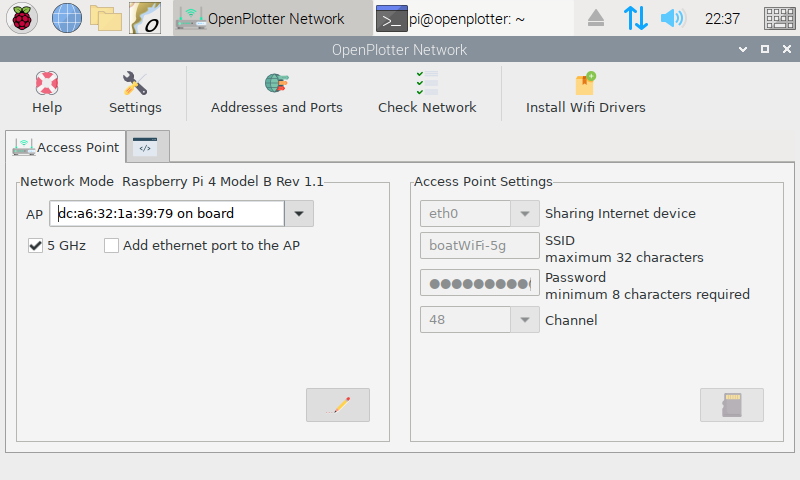 OpenPlotter Network
pi@openplotter: ~
22:37
OpenPlotter Network
Help
Settings
Addresses and Ports
Check Network
Install Wifi Drivers
Access Point
</>
Network Mode Raspberry Pi 4 Model B Rev 1.1
AP
dc:a6:32:1a:39:79 on board
5 GHz
Add ethernet port to the AP
Access Point Settings
eth0
Sharing Internet device
boatWiFi-5g
SSID
maximum 32 characters
●●●●●●●●●●
Password
minimum 8 characters required
48
Channel